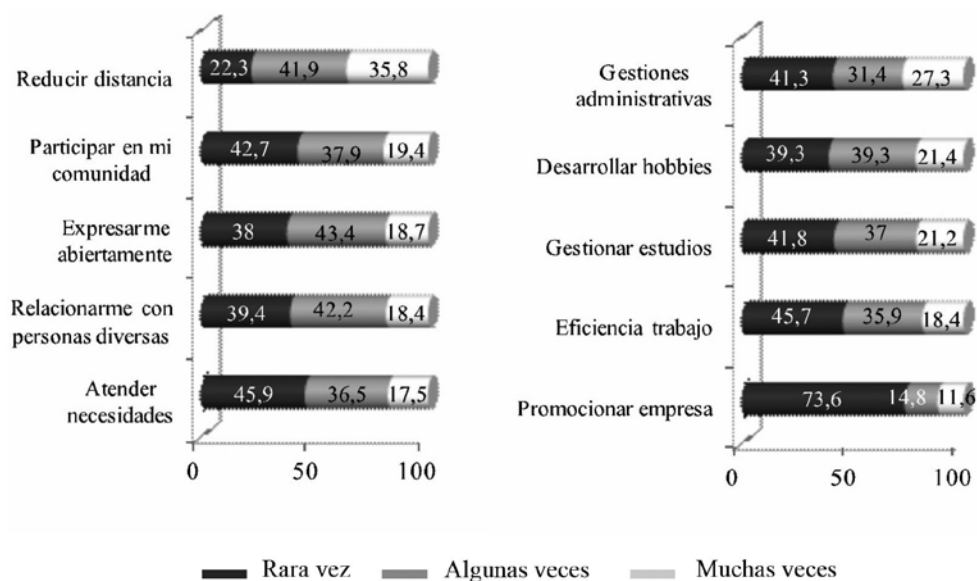 Reducir distancia
22,3 41,9 35,8
Participar en mi
comunidad
42,7 37,9 19,4
Expresarme
abiertamente
38 43,4 18,7
Relacionarme con
personas diversas
39,4 42,2 18,4
Atender
necesidades
45,9 36,5 17,5
0 50 100
Gestiones
administrativas
41,3 31,4 27,3
Desarrollar hobbies
39,3 39,3 21,4
Gestionar estudios
41,8 37 21,2
Eficiencia trabajo
45,7 35,9 18,4
Promocionar empresa
73,6 14,8 11,6
0 50 100
Rara vez Algunas veces Muchas veces